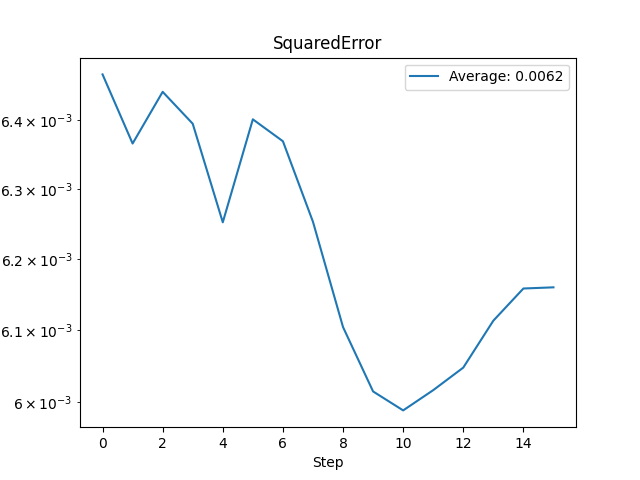 SquaredError
Average: 0.0062
6.4 × 10⁻³
6.3 × 10⁻³
6.2 × 10⁻³
6.1 × 10⁻³
6 × 10⁻³
0 2 4 6 8 10 12 14
Step